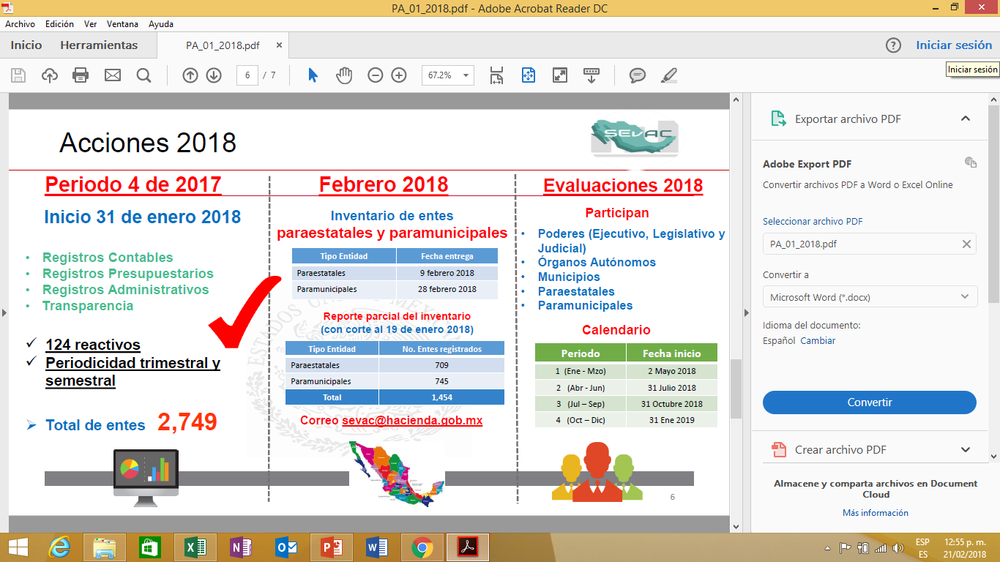 PA_01_2018.pdf - Adobe Acrobat Reader DC
Archivo Edición Ver Ventana Ayuda
Inicio Herramientas PA_01_2018.pdf × Iniciar sesión
6 / 7 67.2%
Iniciar sesión
Acciones 2018
SEVAC
Periodo 4 de 2017
Inicio 31 de enero 2018
• Registros Contables
• Registros Presupuestarios
• Registros Administrativos
• Transparencia
✓ 124 reactivos
✓ Periodicidad trimestral y
semestral
➢ Total de entes 2,749
Febrero 2018
Inventario de entes
paraestatales y paramunicipales
Tipo Entidad Fecha entrega
Paraestatales 9 febrero 2018
Paramunicipales 28 febrero 2018
Reporte parcial del inventario
(con corte al 19 de enero 2018)
Tipo Entidad No. Entes registrados
Paraestatales 709
Paramunicipales 745
Total 1,454
Correo sevac@hacienda.gob.mx
ESTADOS UNIDOS MEXICANOS
Evaluaciones 2018
Participan
• Poderes (Ejecutivo, Legislativo y
Judicial)
• Órganos Autónomos
• Municipios
• Paraestatales
• Paramunicipales
Calendario
Periodo Fecha inicio
1 (Ene - Mzo) 2 Mayo 2018
2 (Abr - Jun) 31 Julio 2018
3 (Jul – Sep) 31 Octubre 2018
4 (Oct – Dic) 31 Ene 2019
6
Exportar archivo PDF
Adobe Export PDF
Convertir archivos PDF a Word o Excel Online
Seleccionar archivo PDF
PA_01_2018.pdf
Convertir a
Microsoft Word (*.docx)
Idioma del documento:
Español Cambiar
Convertir
Crear archivo PDF
Almacene y comparta archivos en Document
Cloud
Más información
ESP
ES
12:55 p. m.
21/02/2018